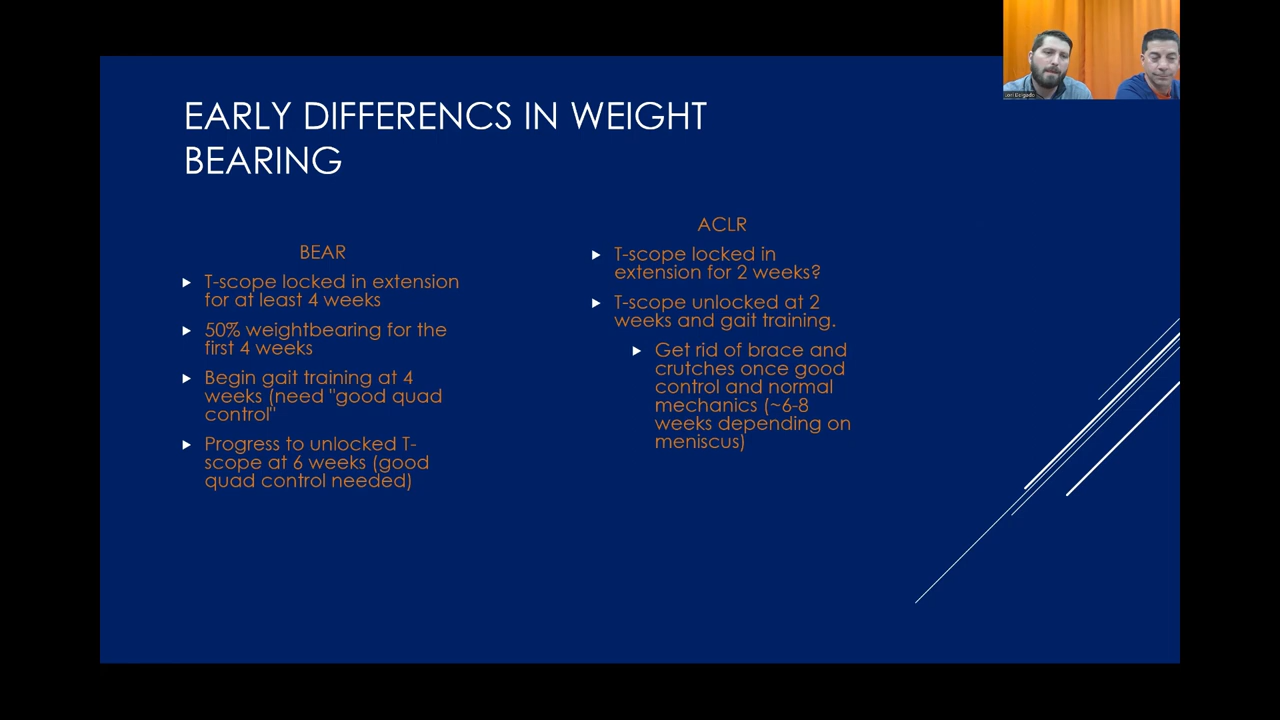 EARLY DIFFERENCS IN WEIGHT
BEARING
BEAR
T-scope locked in extension
for at least 4 weeks
50% weightbearing for the
first 4 weeks
Begin gait training at 4
weeks (need "good quad
control"
Progress to unlocked T-
scope at 6 weeks (good
quad control needed)
ACLR
T-scope locked in
extension for 2 weeks?
T-scope unlocked at 2
weeks and gait training.
Get rid of brace and
crutches once good
control and normal
mechanics (~6-8
weeks depending on
meniscus)